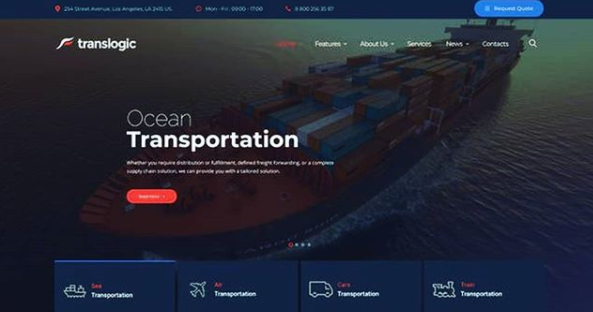 254 Street Avenue, Los Angeles, LA 2415 US.
Mon - Fri: 09:00 - 17:00
8 800 256 35 87
Request Quote
translogic
Home
Features
About Us
Services
News
Contacts
Ocean
Transportation
Whether you require distribution or fulfillment, defined freight forwarding, or a complete
supply chain solution, we can provide you with a tailored solution.
Sea
Transportation
Air
Transportation
Cars
Transportation
Train
Transportation